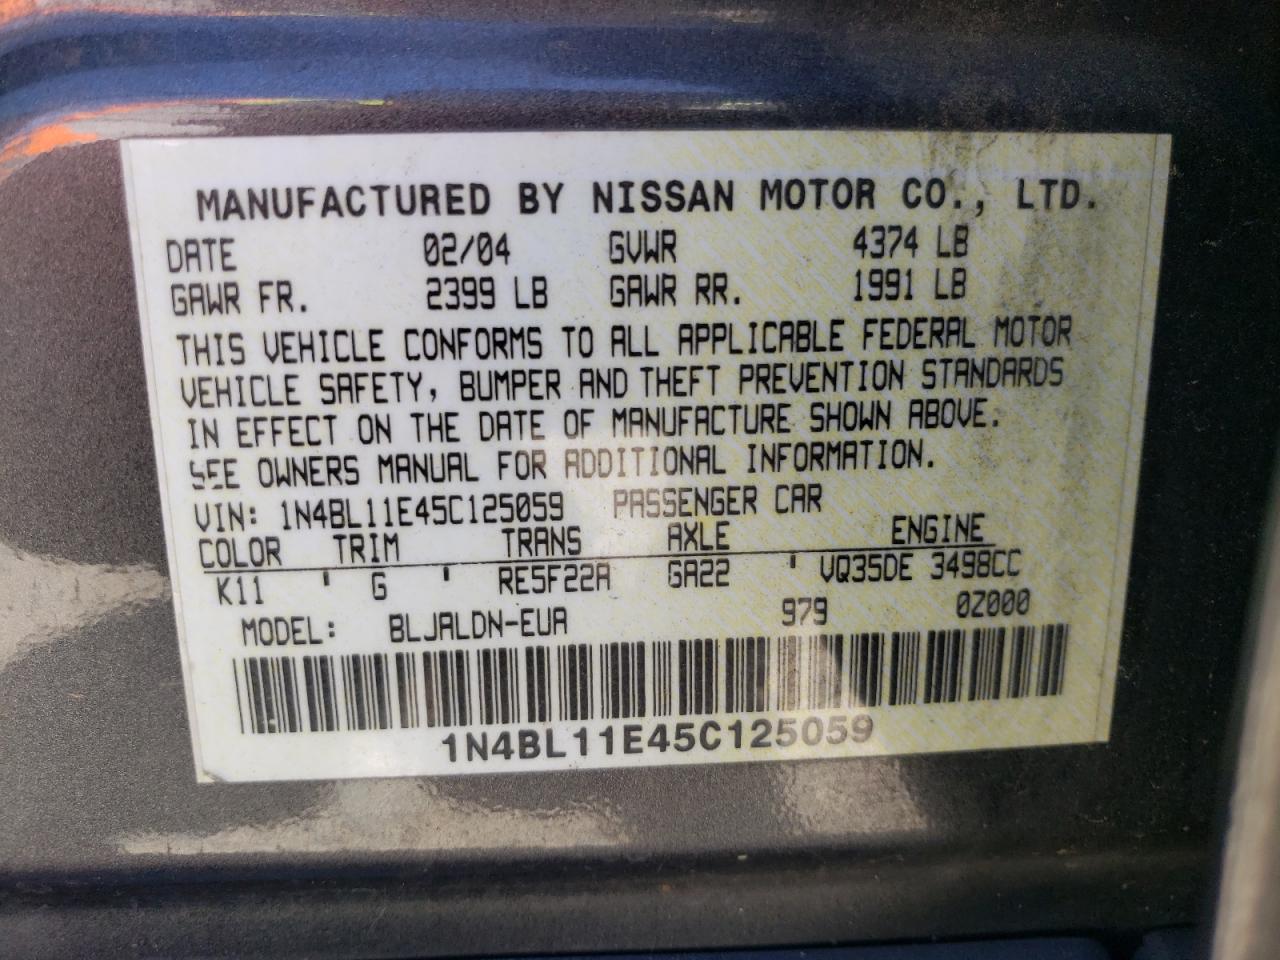 MANUFACTURED BY NISSAN MOTOR CO., LTD.
DATE 02/04 GVWR 4374 LB
GAWR FR. 2399 LB GAWR RR. 1991 LB
THIS VEHICLE CONFORMS TO ALL APPLICABLE FEDERAL MOTOR
VEHICLE SAFETY, BUMPER AND THEFT PREVENTION STANDARDS
IN EFFECT ON THE DATE OF MANUFACTURE SHOWN ABOVE.
SEE OWNERS MANUAL FOR ADDITIONAL INFORMATION.
VIN: 1N4BL11E45C125059 PASSENGER CAR
COLOR TRIM TRANS AXLE ENGINE
K11 ' G ' RE5F22A GA22 ' VQ35DE 3498CC
MODEL: BLJALDN-EUA 979 0Z000
1N4BL11E45C125059